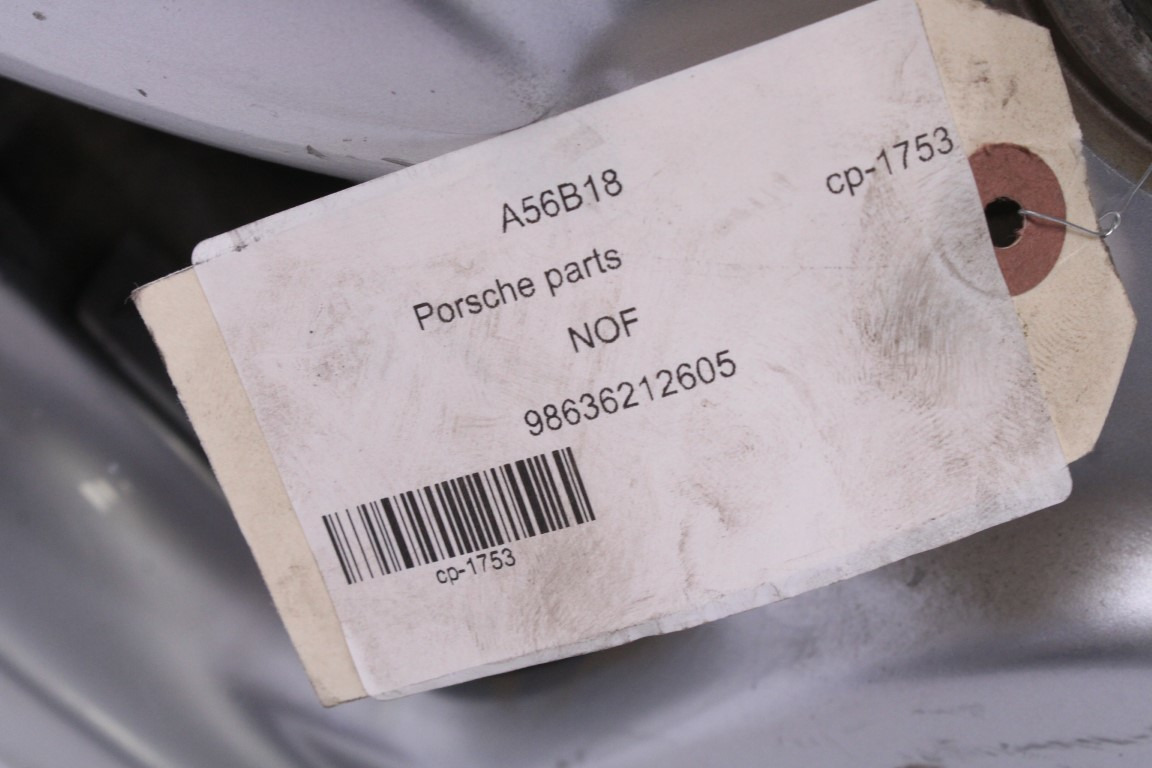 A56B18
cp-1753
Porsche parts
NOF
98636212605
cp-1753